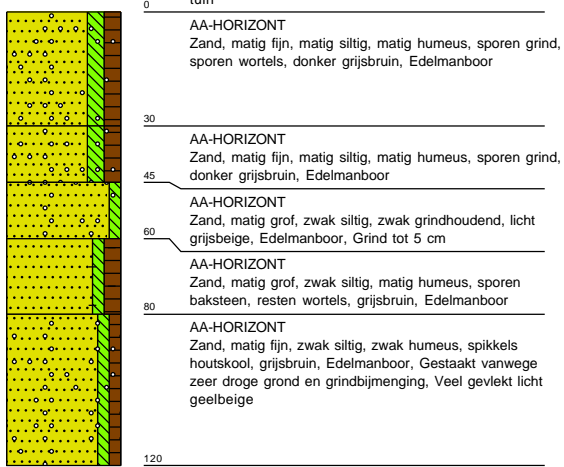 tuin
0
AA-HORIZONT
Zand, matig fijn, matig siltig, matig humeus, sporen grind,
sporen wortels, donker grijsbruin, Edelmanboor
30
AA-HORIZONT
Zand, matig fijn, matig siltig, matig humeus, sporen grind,
donker grijsbruin, Edelmanboor
45
AA-HORIZONT
Zand, matig grof, zwak siltig, zwak grindhoudend, licht
grijsbeige, Edelmanboor, Grind tot 5 cm
60
AA-HORIZONT
Zand, matig grof, zwak siltig, matig humeus, sporen
baksteen, resten wortels, grijsbruin, Edelmanboor
80
AA-HORIZONT
Zand, matig fijn, zwak siltig, zwak humeus, spikkels
houtskool, grijsbruin, Edelmanboor, Gestaakt vanwege
zeer droge grond en grindbijmenging, Veel gevlekt licht
geelbeige
120